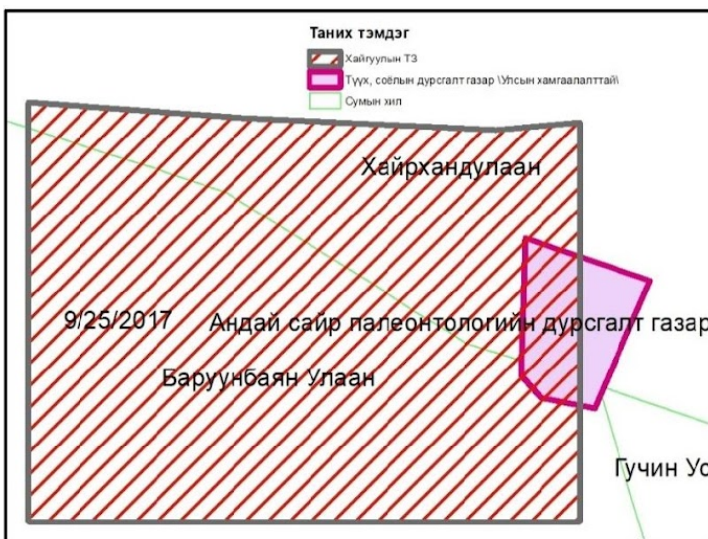 Таних тэмдэг
Хайгуулын ТЗ
Түүх, соёлын дурсгалт газар \Улсын хамгаалалттай\
Сумын хил
Хайрхандулаан
9/25/2017
Андай сайр палеонтологийн дурсгалт газар
Баруунбаян Улаан
Гучин Ус